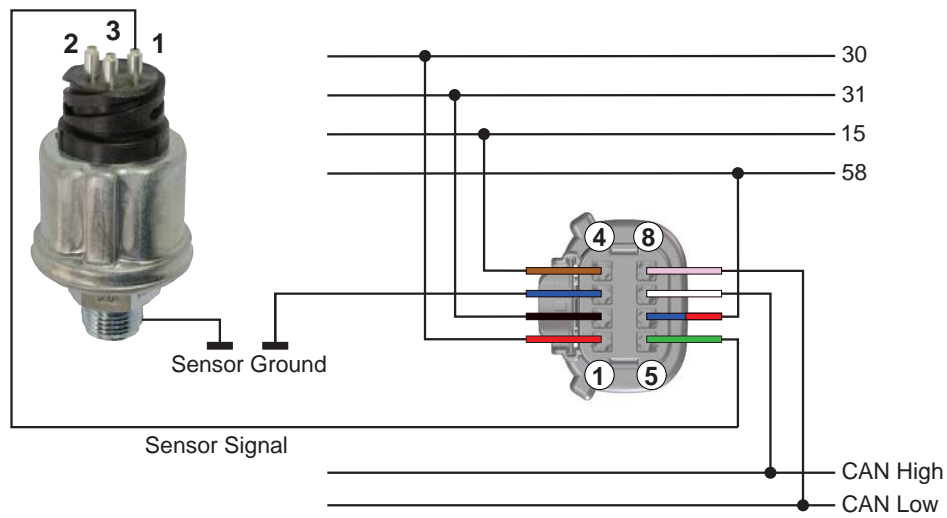 2 3 1
30
31
15
58
4 8
Sensor Ground
1 5
Sensor Signal
CAN High
CAN Low